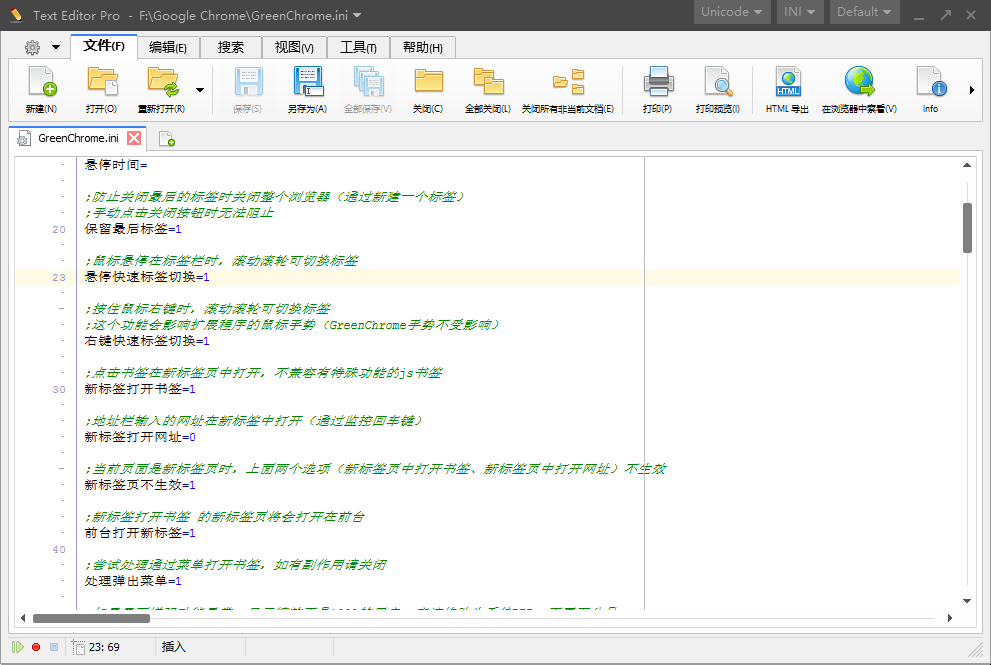 Text Editor Pro - F:\Google Chrome\GreenChrome.ini
Unicode INI Default
文件(F) 编辑(E) 搜索 视图(V) 工具(T) 帮助(H)
新建(N) 打开(O) 重新打开(R) 保存(S) 另存为(A) 全部保存(V) 关闭(C) 全部关闭(L) 关闭所有非当前文档(E) 打印(P) 打印预览(I) HTML 导出 在浏览器中察看(V) Info
GreenChrome.ini
悬停时间=
;防止关闭最后的标签时关闭整个浏览器（通过新建一个标签）
;手动点击关闭按钮时无法阻止
20 保留最后标签=1
;鼠标悬停在标签栏时，滚动滚轮可切换标签
23 悬停快速标签切换=1
;按住鼠标右键时，滚动滚轮可切换标签
;这个功能会影响扩展程序的鼠标手势（GreenChrome手势不受影响）
右键快速标签切换=1
;点击书签在新标签页中打开，不兼容有特殊功能的js书签
30 新标签打开书签=1
;地址栏输入的网址在新标签中打开（通过监控回车键）
新标签打开网址=0
;当前页面是新标签页时，上面两个选项（新标签页中打开书签、新标签页中打开网址）不生效
新标签页不生效=1
;新标签打开书签 的新标签页将会打开在前台
前台打开新标签=1
40
;尝试处理通过菜单打开书签，如有副作用请关闭
处理弹出菜单=1
23: 69 插入